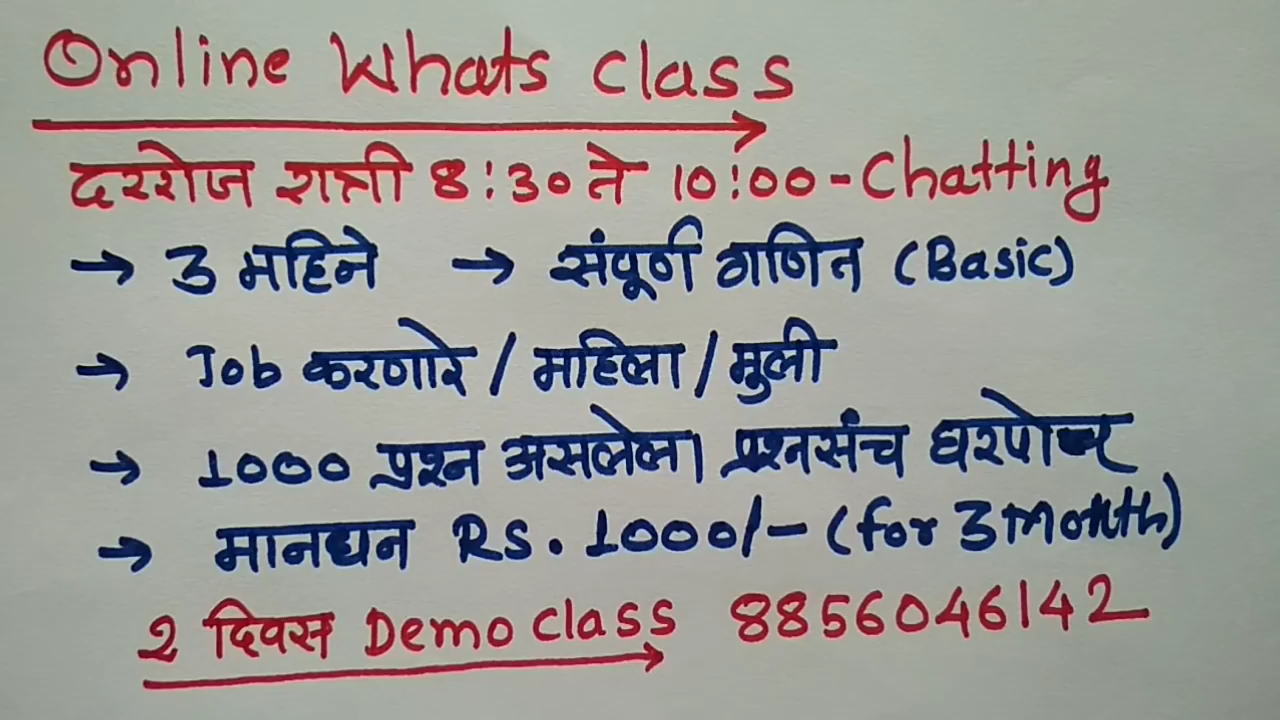 Online Whats Class
दररोज रात्री 8:30 ते 10:00 - Chatting
→ 3 महिने → संपूर्ण गणित (Basic)
→ Job करणारे / महिला / मुली
→ 1000 प्रश्न असलेला प्रश्नसंच घरपोच
→ मानधन RS. 1000/- (for 3 Month)
2 दिवस Demo Class 8856046142